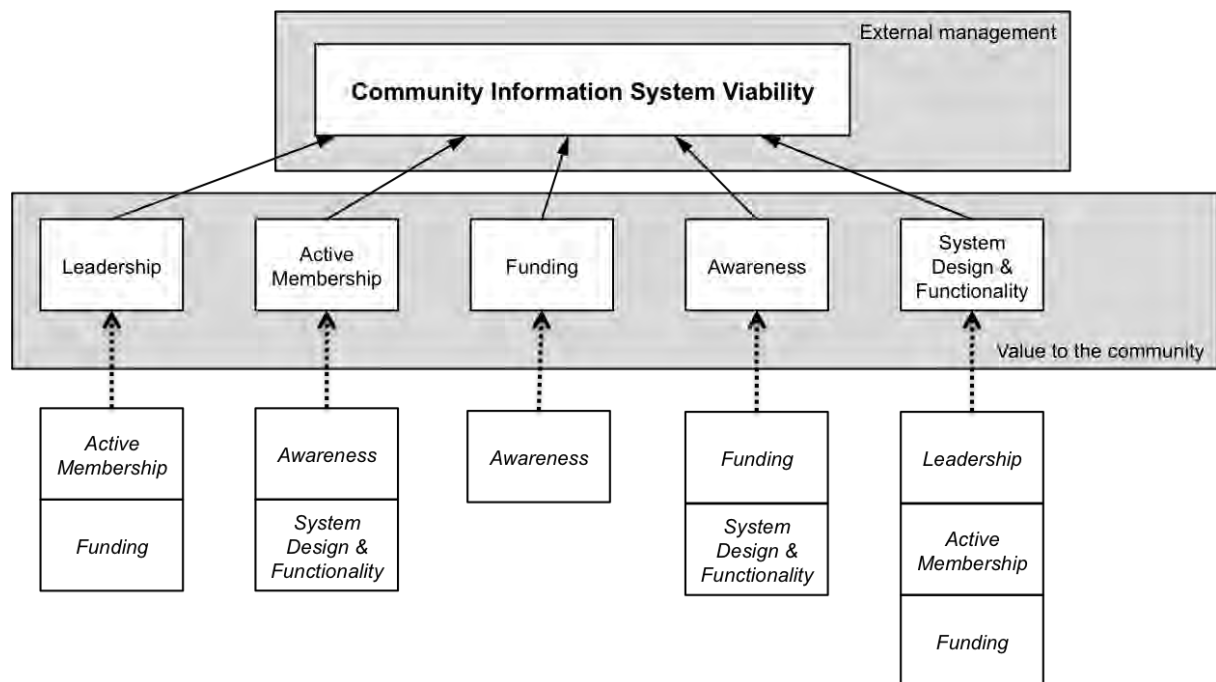 External management
Community Information System Viability
Leadership
Active
Membership
Funding
Awareness
System
Design &
Functionality
Value to the community
Active
Membership
Funding
Awareness
System
Design &
Functionality
Awareness
Funding
System
Design &
Functionality
Leadership
Active
Membership
Funding